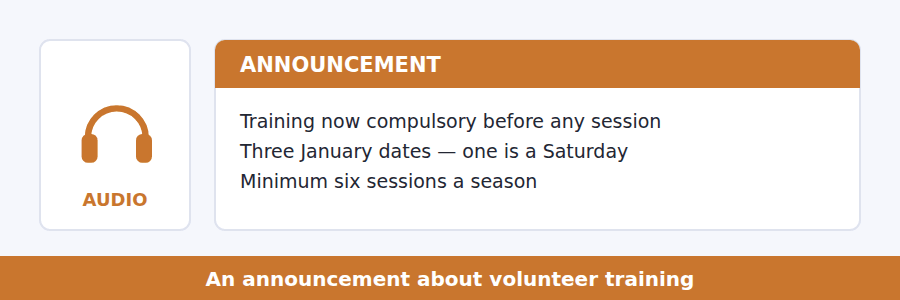 AUDIO
ANNOUNCEMENT
Training now compulsory before any session
Three January dates — one is a Saturday
Minimum six sessions a season
An announcement about volunteer training